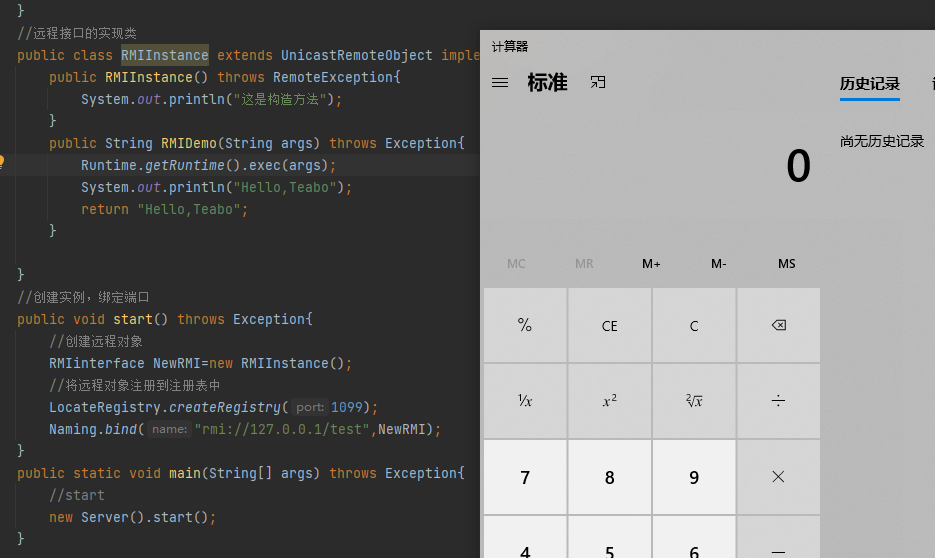 }
//远程接口的实现类
public class RMIInstance extends UnicastRemoteObject imple
public RMIInstance() throws RemoteException{
System.out.println("这是构造方法");
}
public String RMIDemo(String args) throws Exception{
Runtime.getRuntime().exec(args);
System.out.println("Hello,Teabo");
return "Hello,Teabo";
}
}
//创建实例，绑定端口
public void start() throws Exception{
//创建远程对象
RMIinterface NewRMI=new RMIInstance();
//将远程对象注册到注册表中
LocateRegistry.createRegistry( port: 1099);
Naming.bind( name: "rmi://127.0.0.1/test",NewRMI);
}
public static void main(String[] args) throws Exception{
//start
new Server().start();
}
计算器
标准
历史记录
尚无历史记录
0
MC MR M+ M- MS
% CE C
1/x x² ²√x ÷
7 8 9 ×
4 5 6 −